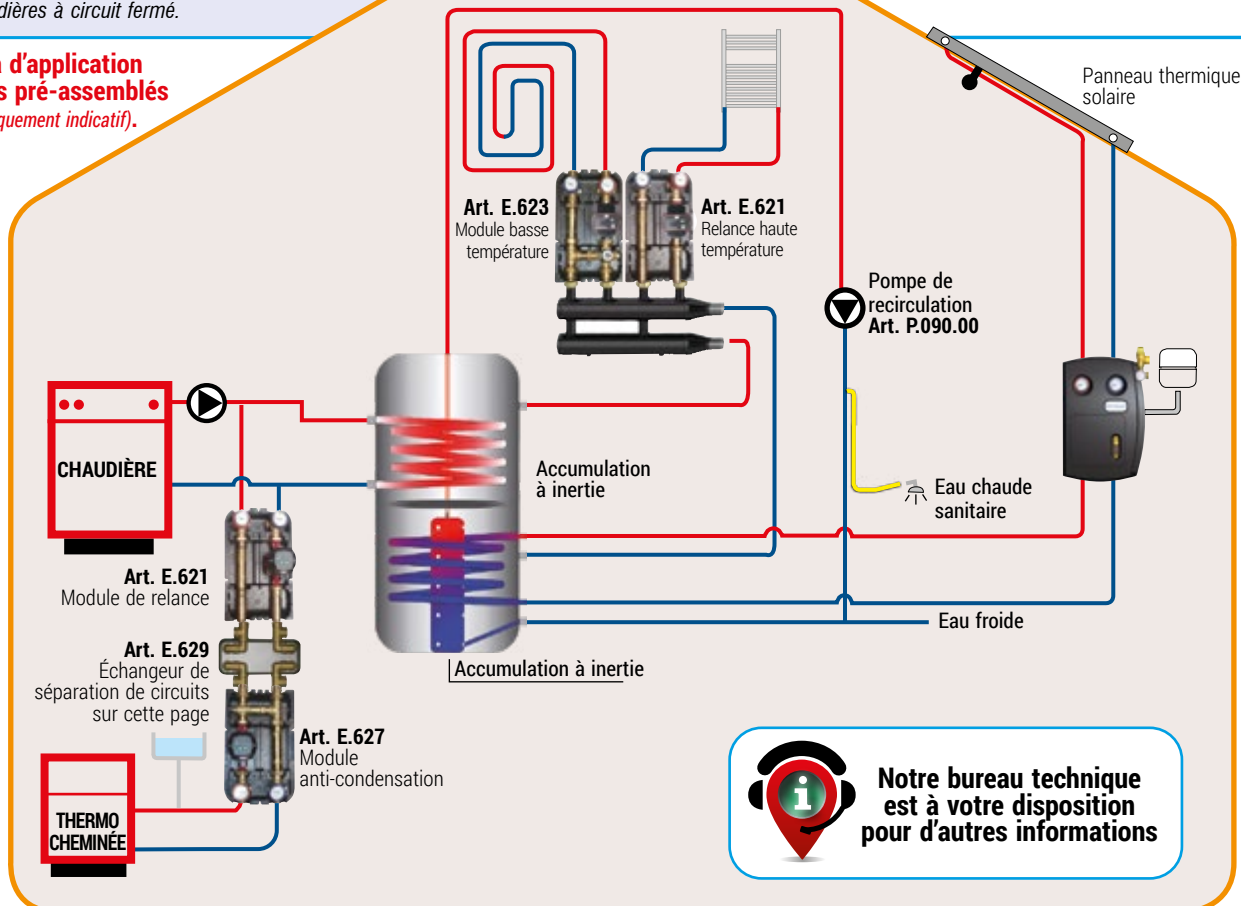 dières à circuit fermé.
d'application
pré-assemblés
quement indicatif).
Panneau thermique
solaire
Art. E.623
Module basse
température
Art. E.621
Relance haute
température
Pompe de
recirculation
Art. P.090.00
CHAUDIÈRE
Accumulation
à inertie
Eau chaude
sanitaire
Art. E.621
Module de relance
Eau froide
Art. E.629
Échangeur de
séparation de circuits
sur cette page
Accumulation à inertie
Art. E.627
Module
anti-condensation
THERMO
CHEMINÉE
i
Notre bureau technique
est à votre disposition
pour d'autres informations